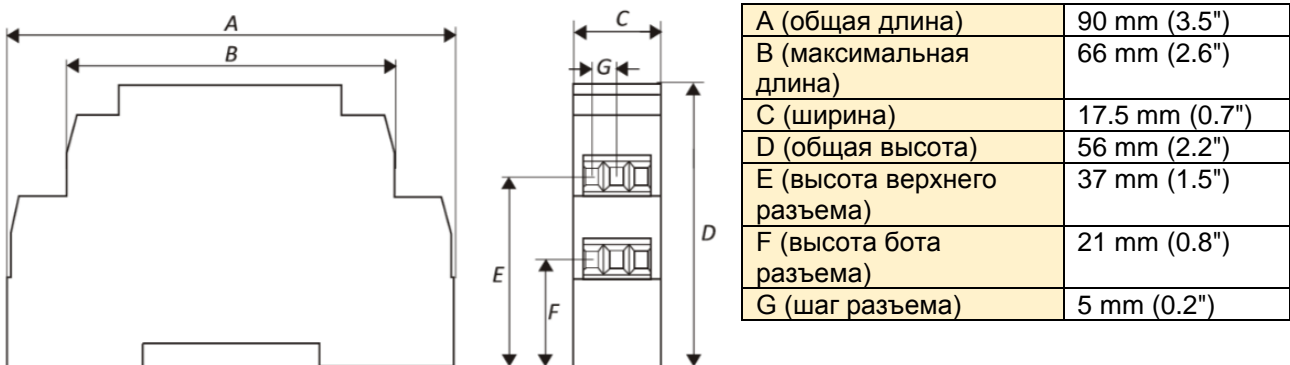 A
B
C
G
E
F
D
A (общая длина) 90 mm (3.5")
B (максимальная 66 mm (2.6")
длина)
C (ширина) 17.5 mm (0.7")
D (общая высота) 56 mm (2.2")
E (высота верхнего 37 mm (1.5")
разъема)
F (высота бота 21 mm (0.8")
разъема)
G (шаг разъема) 5 mm (0.2")